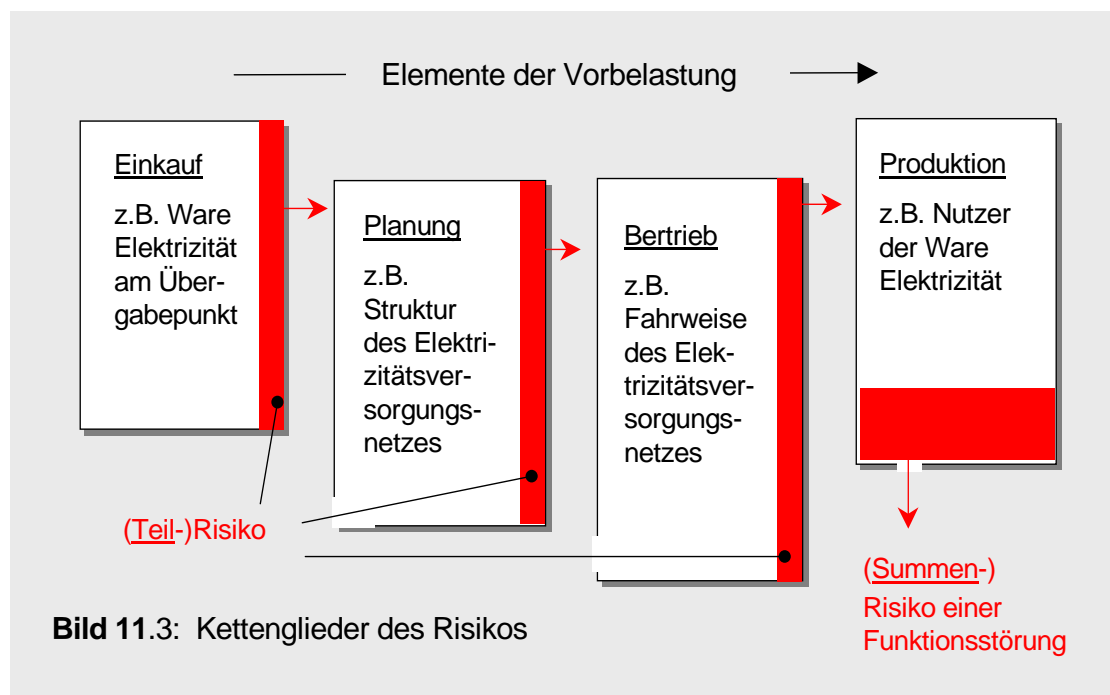 Elemente der Vorbelastung
Einkauf
z.B. Ware
Elektrizität
am Über-
gabepunkt
Planung
z.B.
Struktur
des Elektri-
zitätsver-
sorgungs-
netzes
Bertrieb
z.B.
Fahrweise
des Elek-
trizitätsver-
sorgungs-
netzes
Produktion
z.B. Nutzer
der Ware
Elektrizität
(Teil-)Risiko
(Summen-)
Risiko einer
Funktionsstörung
Bild 11.3: Kettenglieder des Risikos